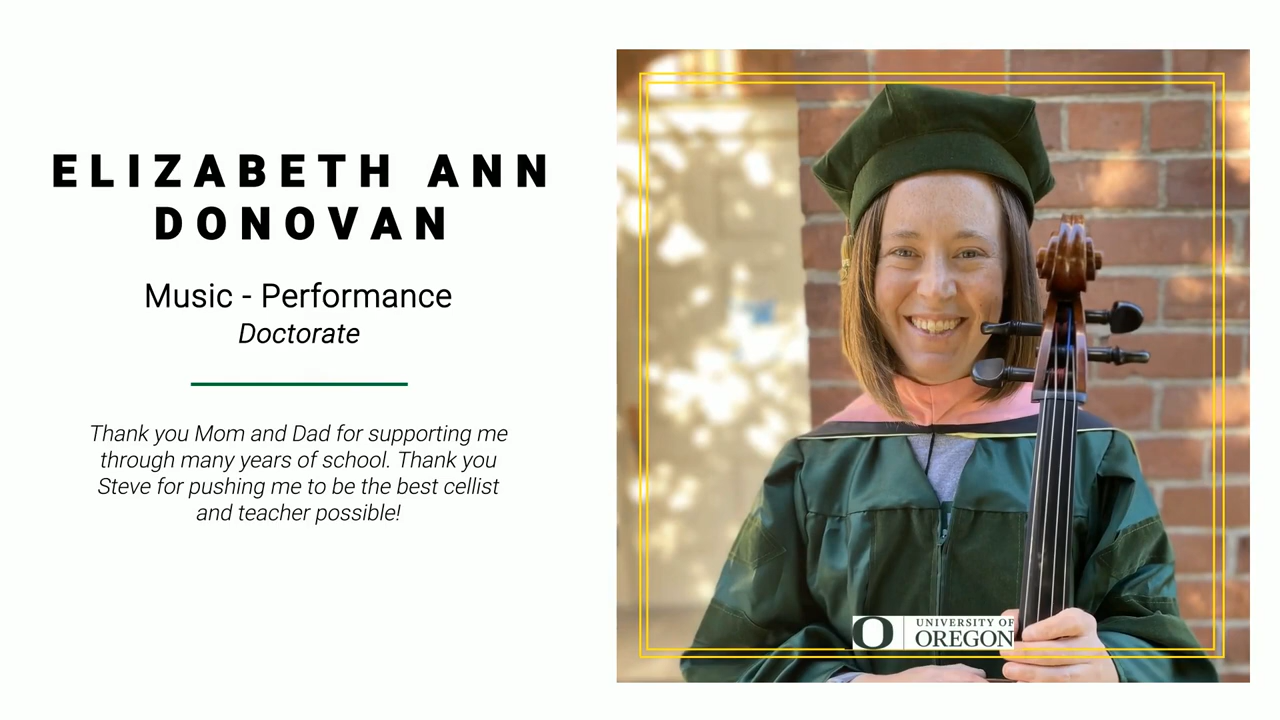 ELIZABETH ANN
DONOVAN
Music - Performance
Doctorate
Thank you Mom and Dad for supporting me
through many years of school. Thank you
Steve for pushing me to be the best cellist
and teacher possible!
O
UNIVERSITY OF
OREGON